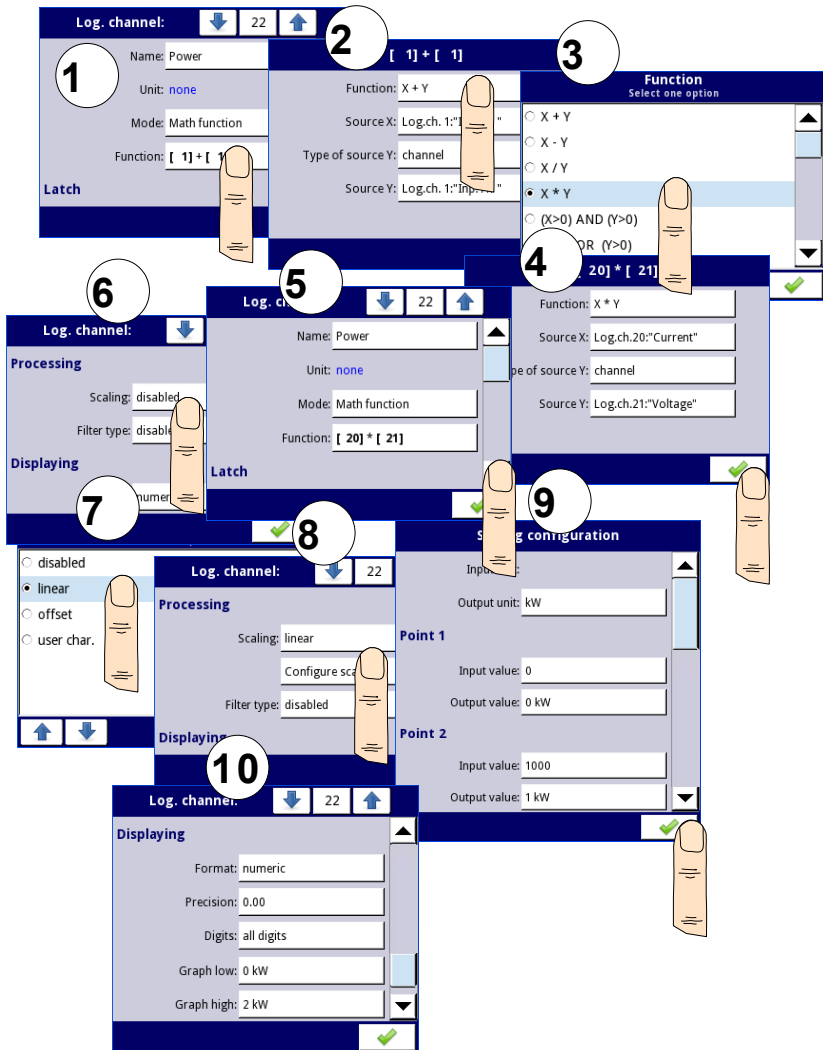 1
Log. channel: 22
Name: Power
Unit: none
Mode: Math function
Function: [ 1] + [ 1
Latch
2
[ 1] + [ 1]
Function: X + Y
Source X: Log.ch. 1:"I "
Type of source Y: channel
Source Y: Log.ch. 1:"Inp. "
3
Function
Select one option
X + Y
X - Y
X / Y
X * Y
(X>0) AND (Y>0)
OR (Y>0)
4
20] * [ 21]
Function: X * Y
Source X: Log.ch.20:"Current"
pe of source Y: channel
Source Y: Log.ch.21:"Voltage"
5
Log. 22
Name: Power
Unit: none
Mode: Math function
Function: [ 20] * [ 21]
Latch
6
Log. channel:
Processing
Scaling: disabled
Filter type: disable
Displaying
numer
7
disabled
linear
offset
user char.
8
Log. channel: 22
Processing
Scaling: linear
Configure sca
Filter type: disabled
Displaying
9
configuration
Output unit: kW
Point 1
Input value: 0
Output value: 0 kW
Point 2
Input value: 1000
Output value: 1 kW
10
Log. channel: 22
Displaying
Format: numeric
Precision: 0.00
Digits: all digits
Graph low: 0 kW
Graph high: 2 kW